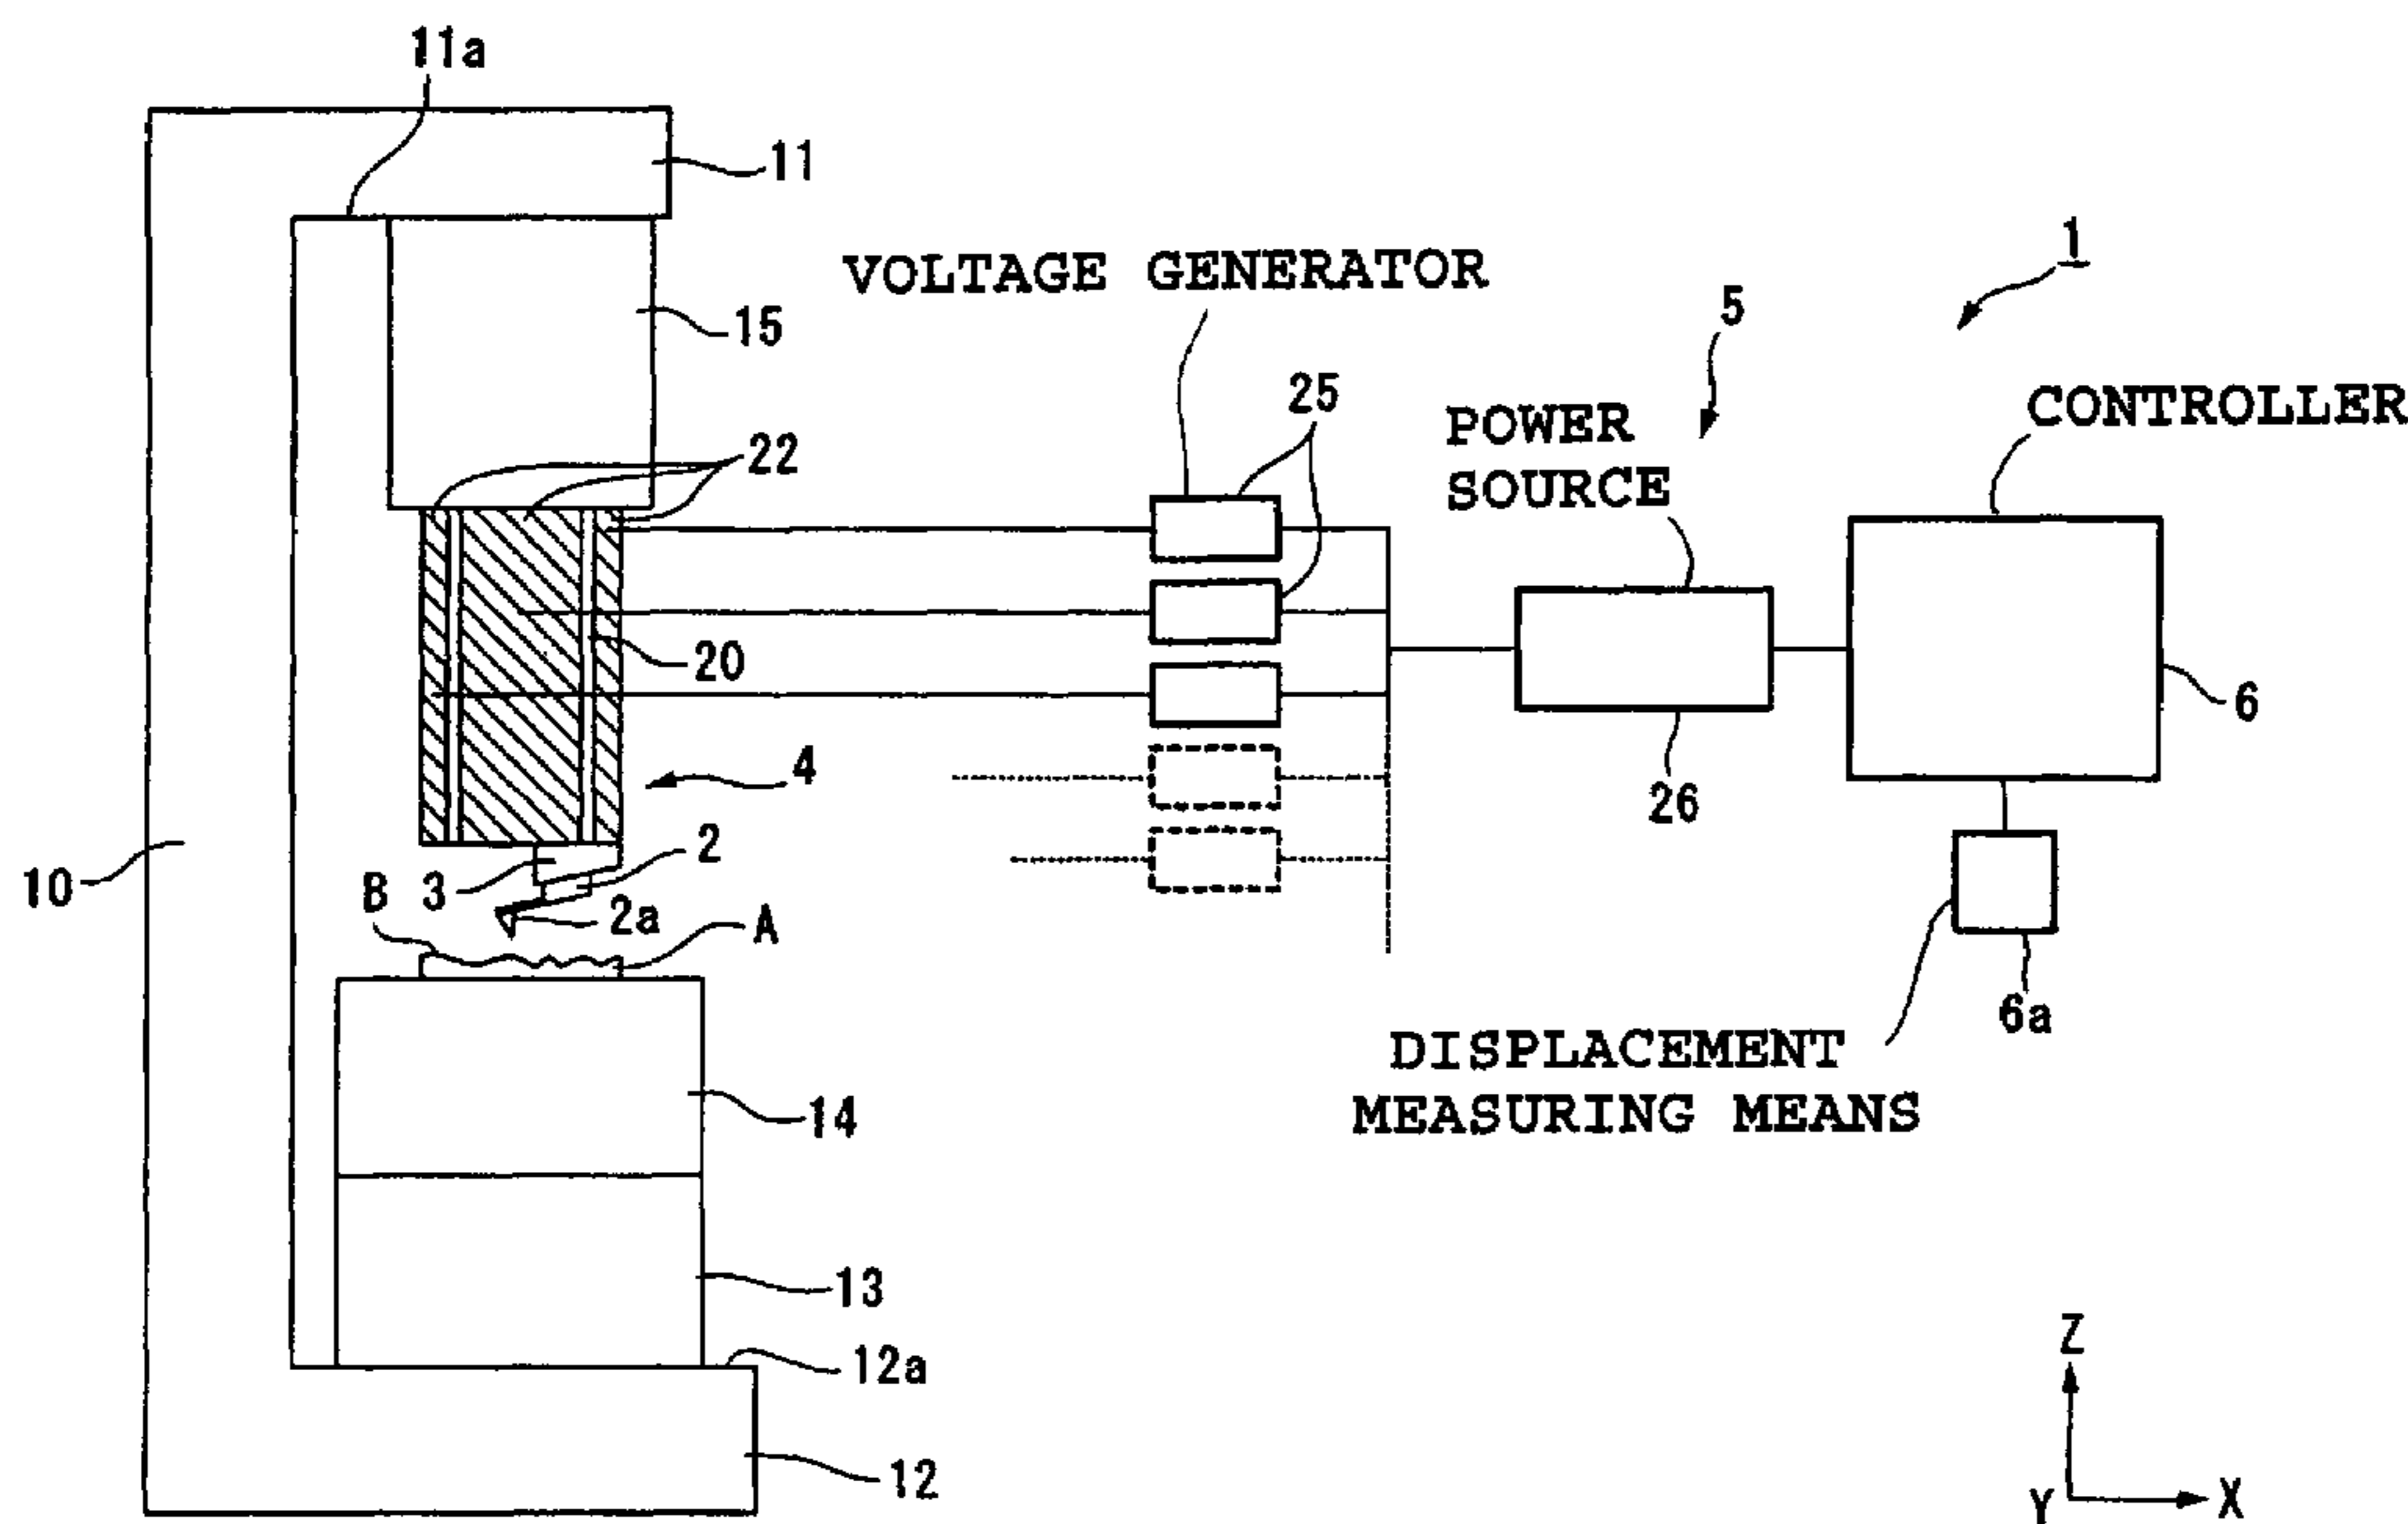 11a
11
1
VOLTAGE GENERATOR
5
15
25
CONTROLLER
POWER
SOURCE
22
20
6
4
26
2
10
B
3
2a
A
6a
DISPLACEMENT
MEASURING MEANS
14
13
12a
Z
12
Y
X